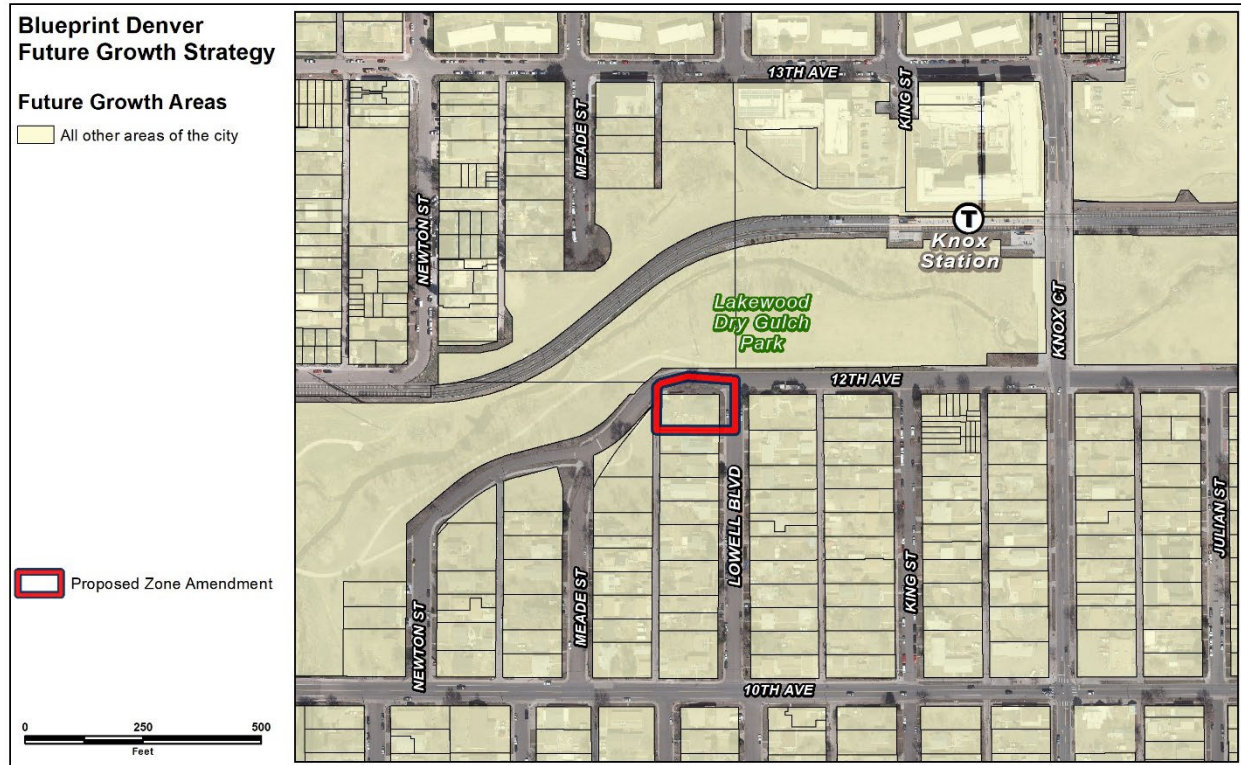 Blueprint Denver
Future Growth Strategy
Future Growth Areas
All other areas of the city
Proposed Zone Amendment
0 250 500
Feet
13TH AVE
KING ST
MEADE ST
NEWTON ST
T
Knox
Station
KNOX CT
Lakewood
Dry Gulch
Park
12TH AVE
LOWELL BLVD
KING ST
JULIAN ST
MEADE ST
NEWTON ST
10TH AVE